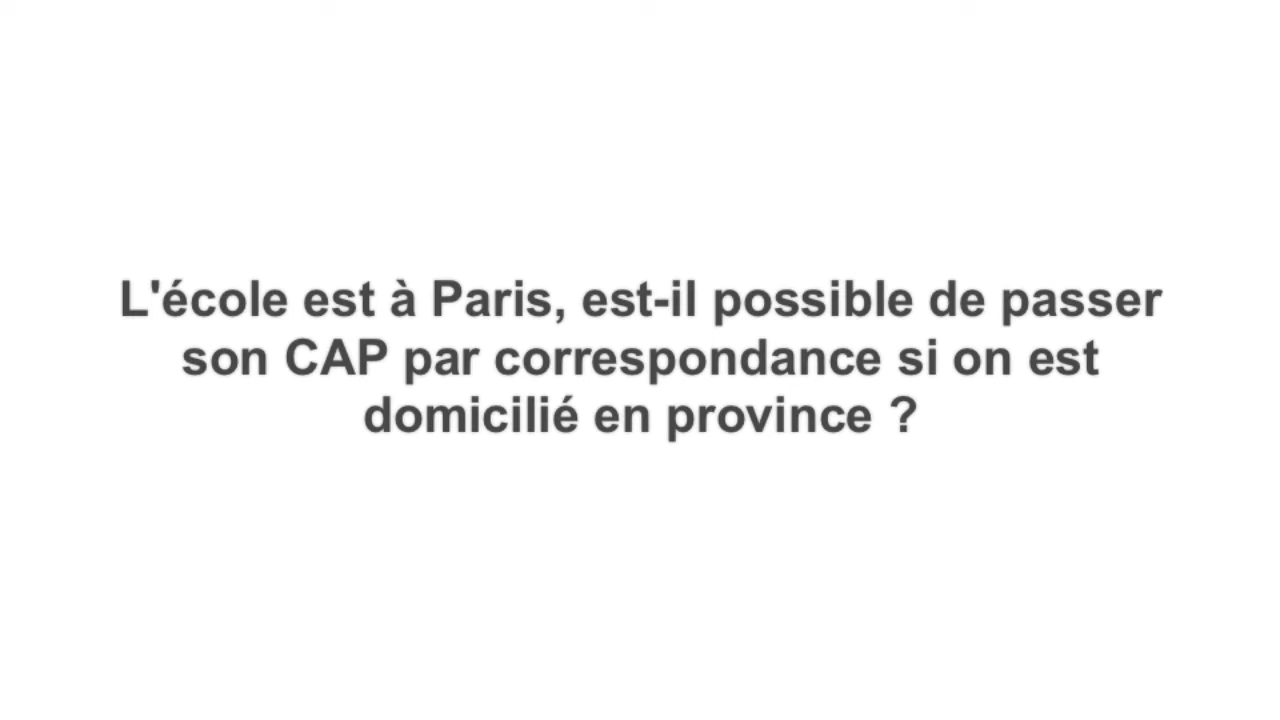 L'école est à Paris, est-il possible de passer
son CAP par correspondance si on est
domicilié en province ?